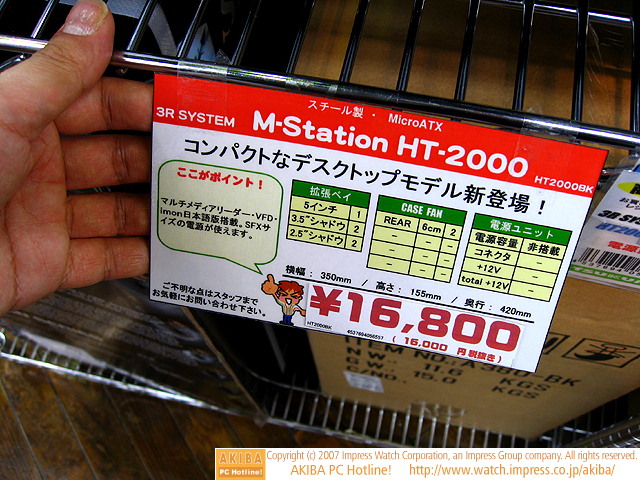 スチール製 ・ MicroATX
3R SYSTEM M-Station HT-2000
HT2000BK
コンパクトなデスクトップモデル新登場！
ここがポイント！
マルチメディアリーダー・VFD・
imon日本語版搭載。SFXサ
イズの電源が使えます。
拡張ベイ
5インチ 1
3.5"シャドウ 2
2.5"シャドウ 2
CASE FAN
REAR 6cm 2
電源ユニット
電源容量 非搭載
コネクタ －
+12V －
total +12V －
横幅： 350mm / 高さ： 155mm / 奥行： 420mm
ご不明な点はスタッフまで
お気軽にお問い合わせ下さい。
¥16,800
HT2000BK
( 16,000 円税抜き)
N.W. 11.6 KGS
15.0 KGS
AKIBA
PC Hotline!
Copyright (c) 2007 Impress Watch Corporation, an Impress Group company. All rights reserved.
AKIBA PC Hotline! http://www.watch.impress.co.jp/akiba/